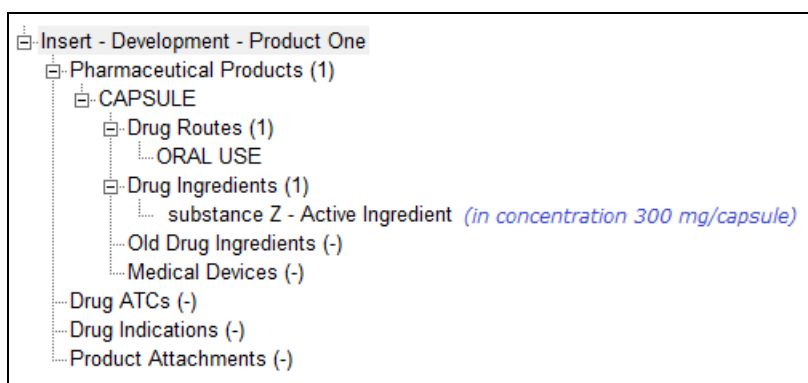 Insert - Development - Product One
Pharmaceutical Products (1)
CAPSULE
Drug Routes (1)
ORAL USE
Drug Ingredients (1)
substance Z - Active Ingredient (in concentration 300 mg/capsule)
Old Drug Ingredients (-)
Medical Devices (-)
Drug ATCs (-)
Drug Indications (-)
Product Attachments (-)